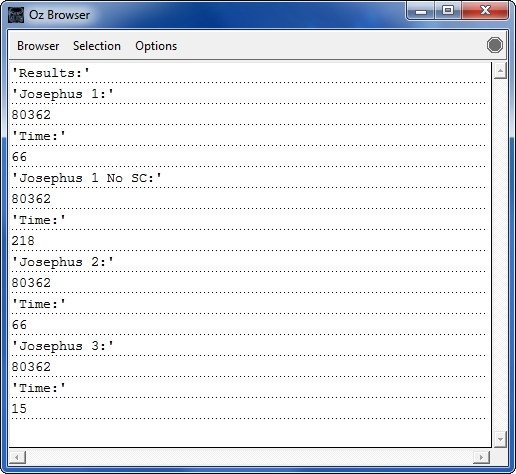 Oz Browser
Browser Selection Options
'Results:'
'Josephus 1:'
80362
'Time:'
66
'Josephus 1 No SC:'
80362
'Time:'
218
'Josephus 2:'
80362
'Time:'
66
'Josephus 3:'
80362
'Time:'
15